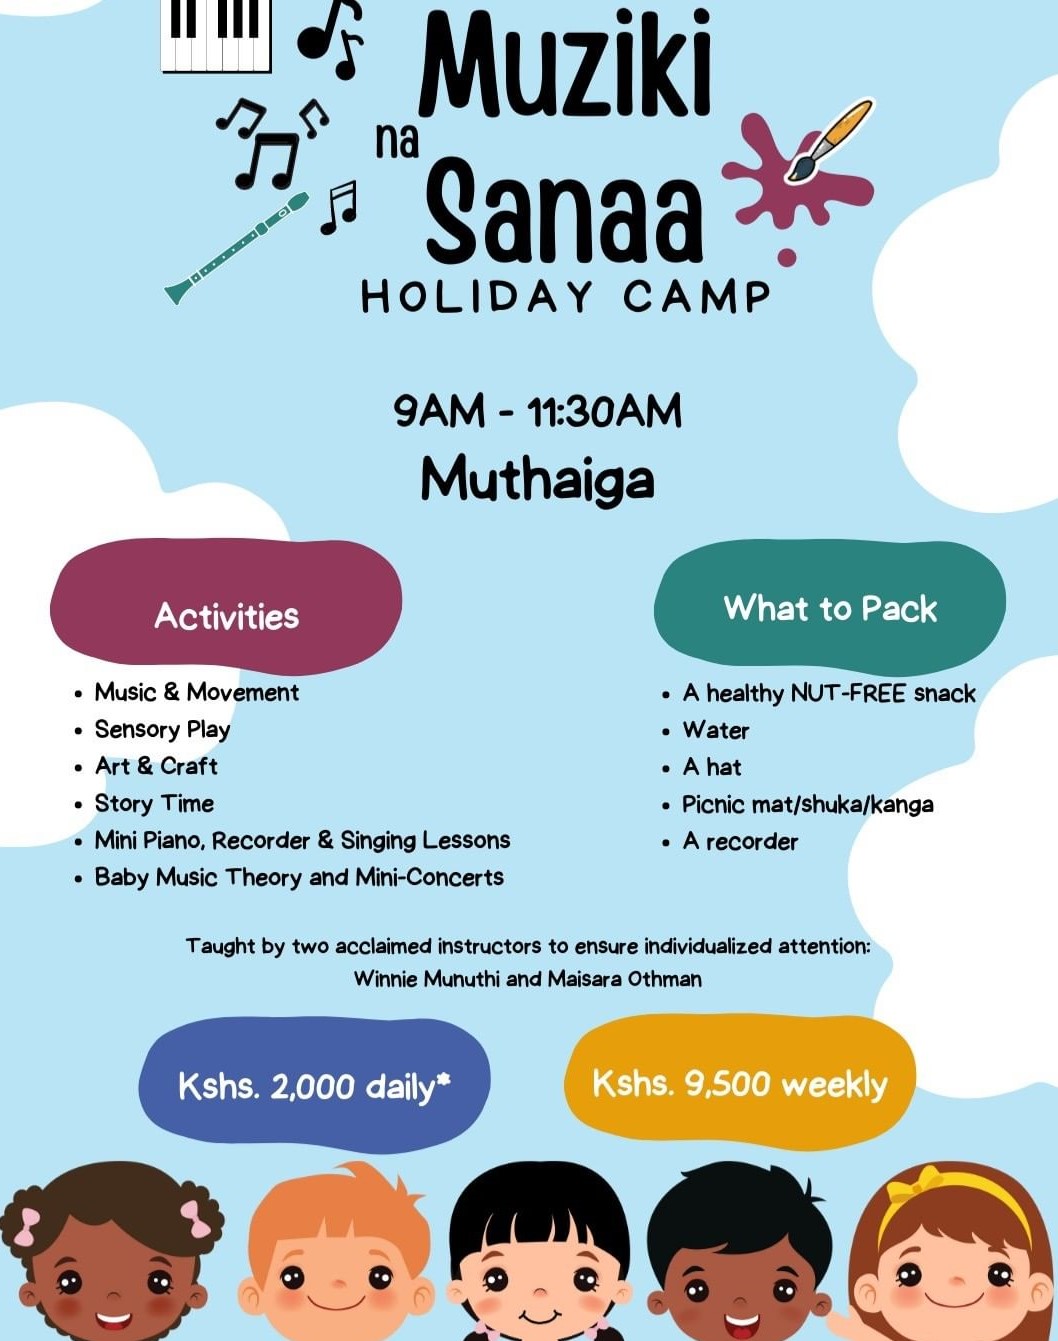 Muziki
na
Sanaa
HOLIDAY CAMP
9AM - 11:30AM
Muthaiga
Activities
• Music & Movement
• Sensory Play
• Art & Craft
• Story Time
• Mini Piano, Recorder & Singing Lessons
• Baby Music Theory and Mini-Concerts
What to Pack
• A healthy NUT-FREE snack
• Water
• A hat
• Picnic mat/shuka/kanga
• A recorder
Taught by two acclaimed instructors to ensure individualized attention:
Winnie Munuthi and Maisara Othman
Kshs. 2,000 daily*
Kshs. 9,500 weekly